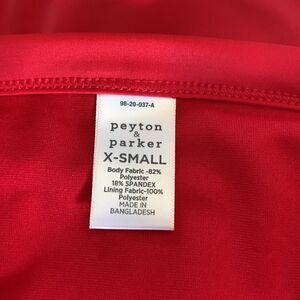 98-20-037-A
peyton
&
parker
X-SMALL
Body Fabric -82%
Polyester
18% SPANDEX
Lining Fabric-100%
Polyester
MADE IN
BANGLADESH